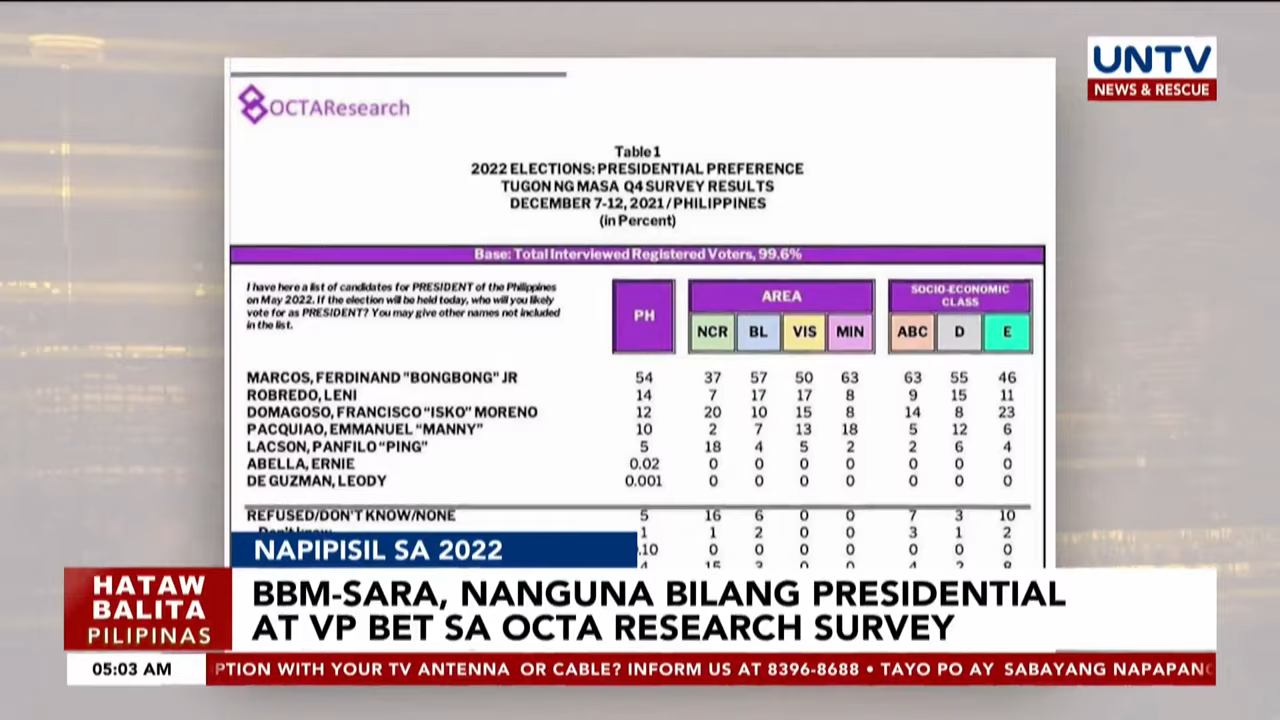 UNTV
NEWS & RESCUE
OCTAResearch
Table 1
2022 ELECTIONS: PRESIDENTIAL PREFERENCE
TUGON NG MASA Q4 SURVEY RESULTS
DECEMBER 7-12, 2021 / PHILIPPINES
(in Percent)
Base: Total Interviewed Registered Voters, 99.6%
I have here a list of candidates for PRESIDENT of the Philippines
on May 2022. If the election will be held today, who will you likely
vote for as PRESIDENT? You may give other names not included
in the list.
PH
AREA
SOCIO-ECONOMIC
CLASS
NCR BL VIS MIN ABC D E
MARCOS, FERDINAND "BONGBONG" JR 54 37 57 50 63 63 55 46
ROBREDO, LENI 14 7 17 17 8 9 15 11
DOMAGOSO, FRANCISCO "ISKO" MORENO 12 20 10 15 8 14 8 23
PACQUIAO, EMMANUEL "MANNY" 10 2 7 13 18 5 12 6
LACSON, PANFILO "PING" 5 18 4 5 2 2 6 4
ABELLA, ERNIE 0.02 0 0 0 0 0 0 0
DE GUZMAN, LEODY 0.001 0 0 0 0 0 0 0
REFUSED/DON'T KNOW/NONE 5 16 6 0 0 7 3 10
1 1 2 0 0 3 1 2
.10 0 0 0 0 0 0 0
NAPIPISIL SA 2022
HATAW
BALITA
PILIPINAS
BBM-SARA, NANGUNA BILANG PRESIDENTIAL
AT VP BET SA OCTA RESEARCH SURVEY
05:03 AM
PTION WITH YOUR TV ANTENNA OR CABLE? INFORM US AT 8396-8688 • TAYO PO AY SABAYANG NAPAPAN